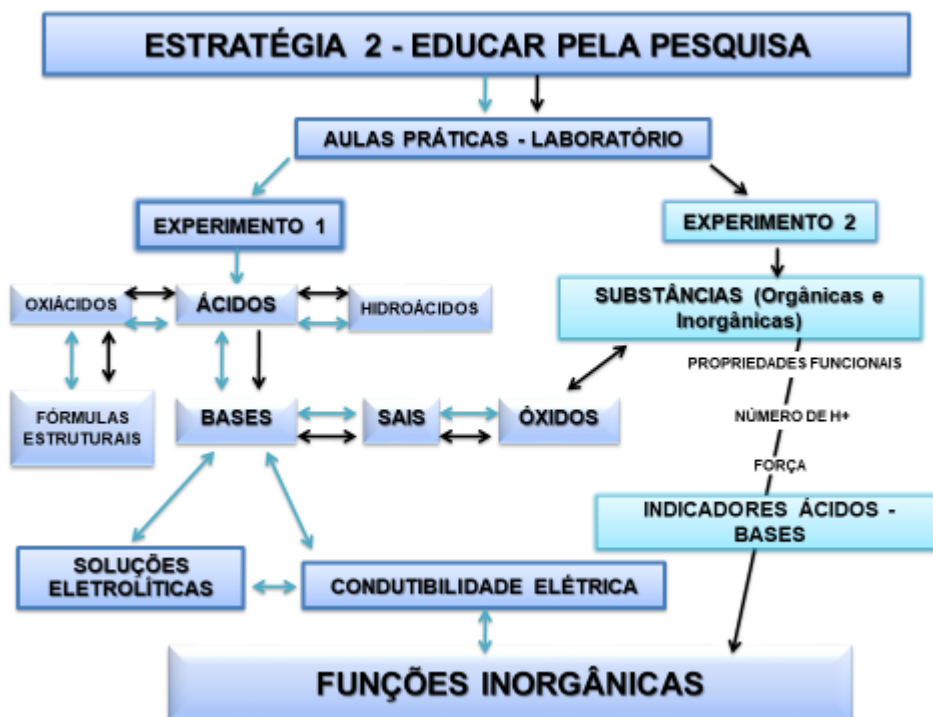 ESTRATÉGIA 2 - EDUCAR PELA PESQUISA
AULAS PRÁTICAS - LABORATÓRIO
EXPERIMENTO 1
EXPERIMENTO 2
OXIÁCIDOS
ÁCIDOS
HIDROÁCIDOS
SUBSTÂNCIAS (Orgânicas e
Inorgânicas)
PROPRIEDADES FUNCIONAIS
FÓRMULAS
ESTRUTURAIS
BASES
SAIS
ÓXIDOS
NÚMERO DE H+
FORÇA
INDICADORES ÁCIDOS -
BASES
SOLUÇÕES
ELETROLÍTICAS
CONDUTIBILIDADE ELÉTRICA
FUNÇÕES INORGÂNICAS